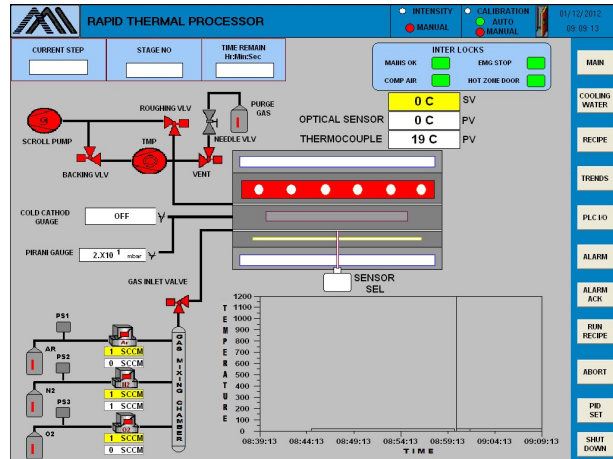 RAPID THERMAL PROCESSOR
INTENSITY
MANUAL
CALIBRATION
AUTO
MANUAL
01/12/2012
09:09:13
CURRENT STEP
STAGE NO
TIME REMAIN
Hr:Min:Sec
INTER LOCKS
MAINS OK
EMG STOP
COMP AIR
HOT ZONE DOOR
MAIN
COOLING
WATER
RECIPE
TRENDS
PLC I/O
ALARM
ALARM
ACK
RUN
RECIPE
ABORT
PID
SET
SHUT
DOWN
0 C
SV
OPTICAL SENSOR
0 C
PV
THERMOCOUPLE
19 C
PV
ROUGHING VLV
PURGE
GAS
SCROLL PUMP
NEEDLE VLV
TMP
BACKING VLV
VENT
COLD CATHOD
GUAGE
OFF
PIRANI GAUGE
2.X10 1 mbar
SENSOR
SEL
GAS INLET VALVE
PS1
AR
Ar
1 SCCM
0 SCCM
PS2
N2
N2
1 SCCM
1 SCCM
PS3
O2
O2
1 SCCM
0 SCCM
GAS MIXING CHAMBER
TEMPERATURE
1200
1100
1000
900
800
700
600
500
400
300
200
100
0
08:39:13
08:44:13
08:49:13
08:54:13
08:59:13
09:04:13
09:09:13
TIME